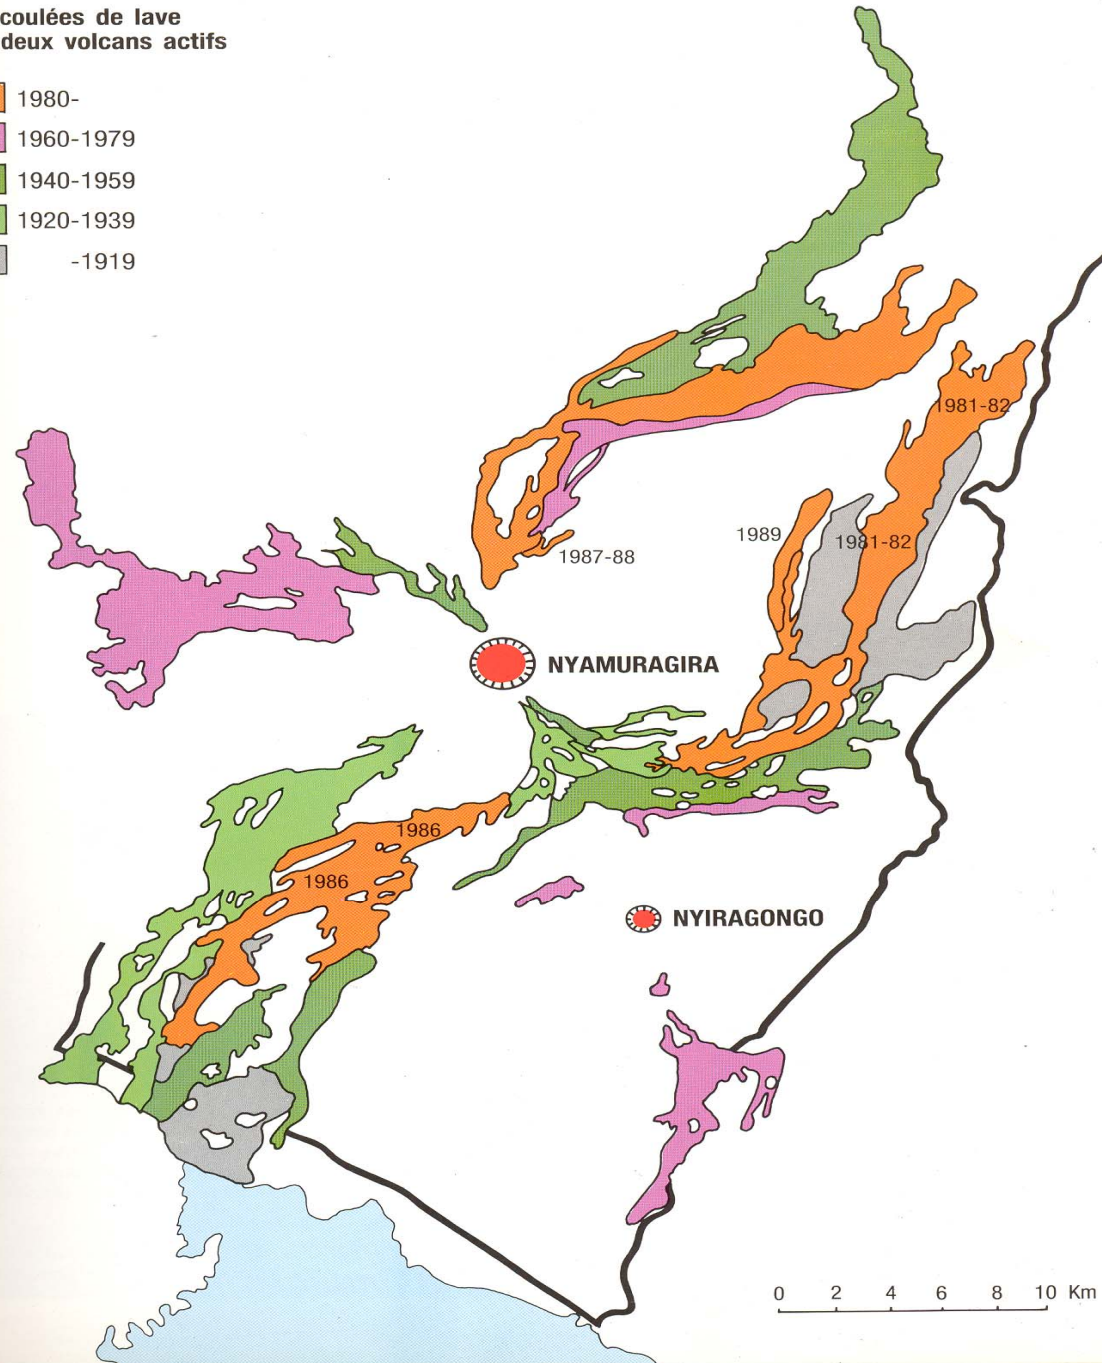 coulées de lave
deux volcans actifs
1980-
1960-1979
1940-1959
1920-1939
-1919
1981-82
1989
1981-82
1987-88
NYAMURAGIRA
1986
1986
NYIRAGONGO
0 2 4 6 8 10 Km